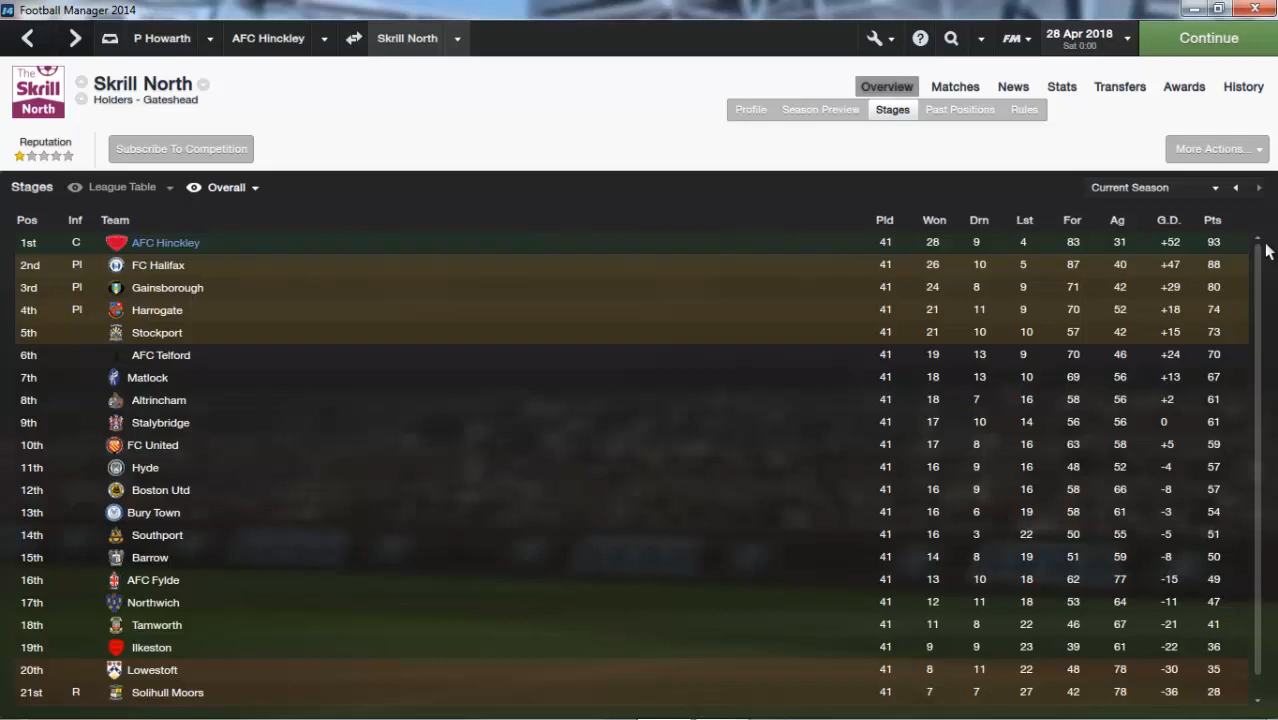 Football Manager 2014
P Howarth AFC Hinckley Skrill North FM 28 Apr 2018 Continue
Sat 0:00
The Skrill North
Skrill North
Holders - Gateshead
Overview Matches News Stats Transfers Awards History
Profile Season Preview Stages Past Positions Rules
Reputation
Subscribe To Competition More Actions...
Stages League Table Overall Current Season
Pos Inf Team Pld Won Drn Lst For Ag G.D. Pts
1st C AFC Hinckley 41 28 9 4 83 31 +52 93
2nd Pl FC Halifax 41 26 10 5 87 40 +47 88
3rd Pl Gainsborough 41 24 8 9 71 42 +29 80
4th Pl Harrogate 41 21 11 9 70 52 +18 74
5th Stockport 41 21 10 10 57 42 +15 73
6th AFC Telford 41 19 13 9 70 46 +24 70
7th Matlock 41 18 13 10 69 56 +13 67
8th Altrincham 41 18 7 16 58 56 +2 61
9th Stalybridge 41 17 10 14 56 56 0 61
10th FC United 41 17 8 16 63 58 +5 59
11th Hyde 41 16 9 16 48 52 -4 57
12th Boston Utd 41 16 9 16 58 66 -8 57
13th Bury Town 41 16 6 19 58 61 -3 54
14th Southport 41 16 3 22 50 55 -5 51
15th Barrow 41 14 8 19 51 59 -8 50
16th AFC Fylde 41 13 10 18 62 77 -15 49
17th Northwich 41 12 11 18 53 64 -11 47
18th Tamworth 41 11 8 22 46 67 -21 41
19th Ilkeston 41 9 9 23 39 61 -22 36
20th Lowestoft 41 8 11 22 48 78 -30 35
21st R Solihull Moors 41 7 7 27 42 78 -36 28